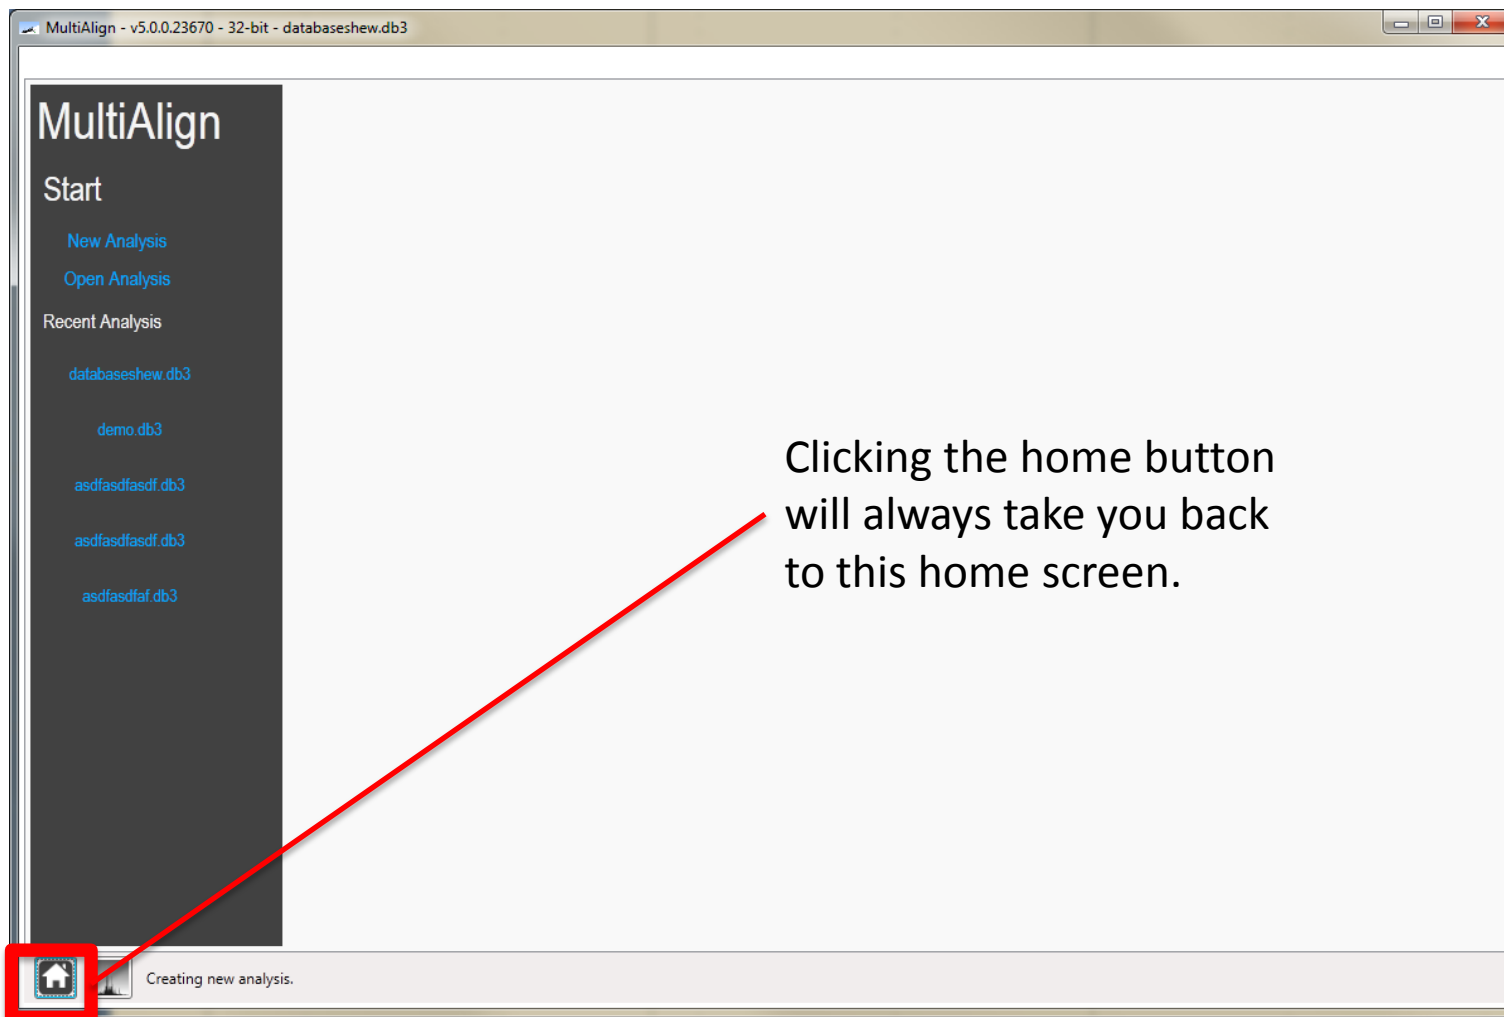 MultiAlign - v5.0.0.23670 - 32-bit - databaseshew.db3
MultiAlign
Start
New Analysis
Open Analysis
Recent Analysis
databaseshew.db3
demo.db3
asdfasdfasdf.db3
asdfasdfasdf.db3
asdfasdfaf.db3
Clicking the home button
will always take you back
to this home screen.
Creating new analysis.